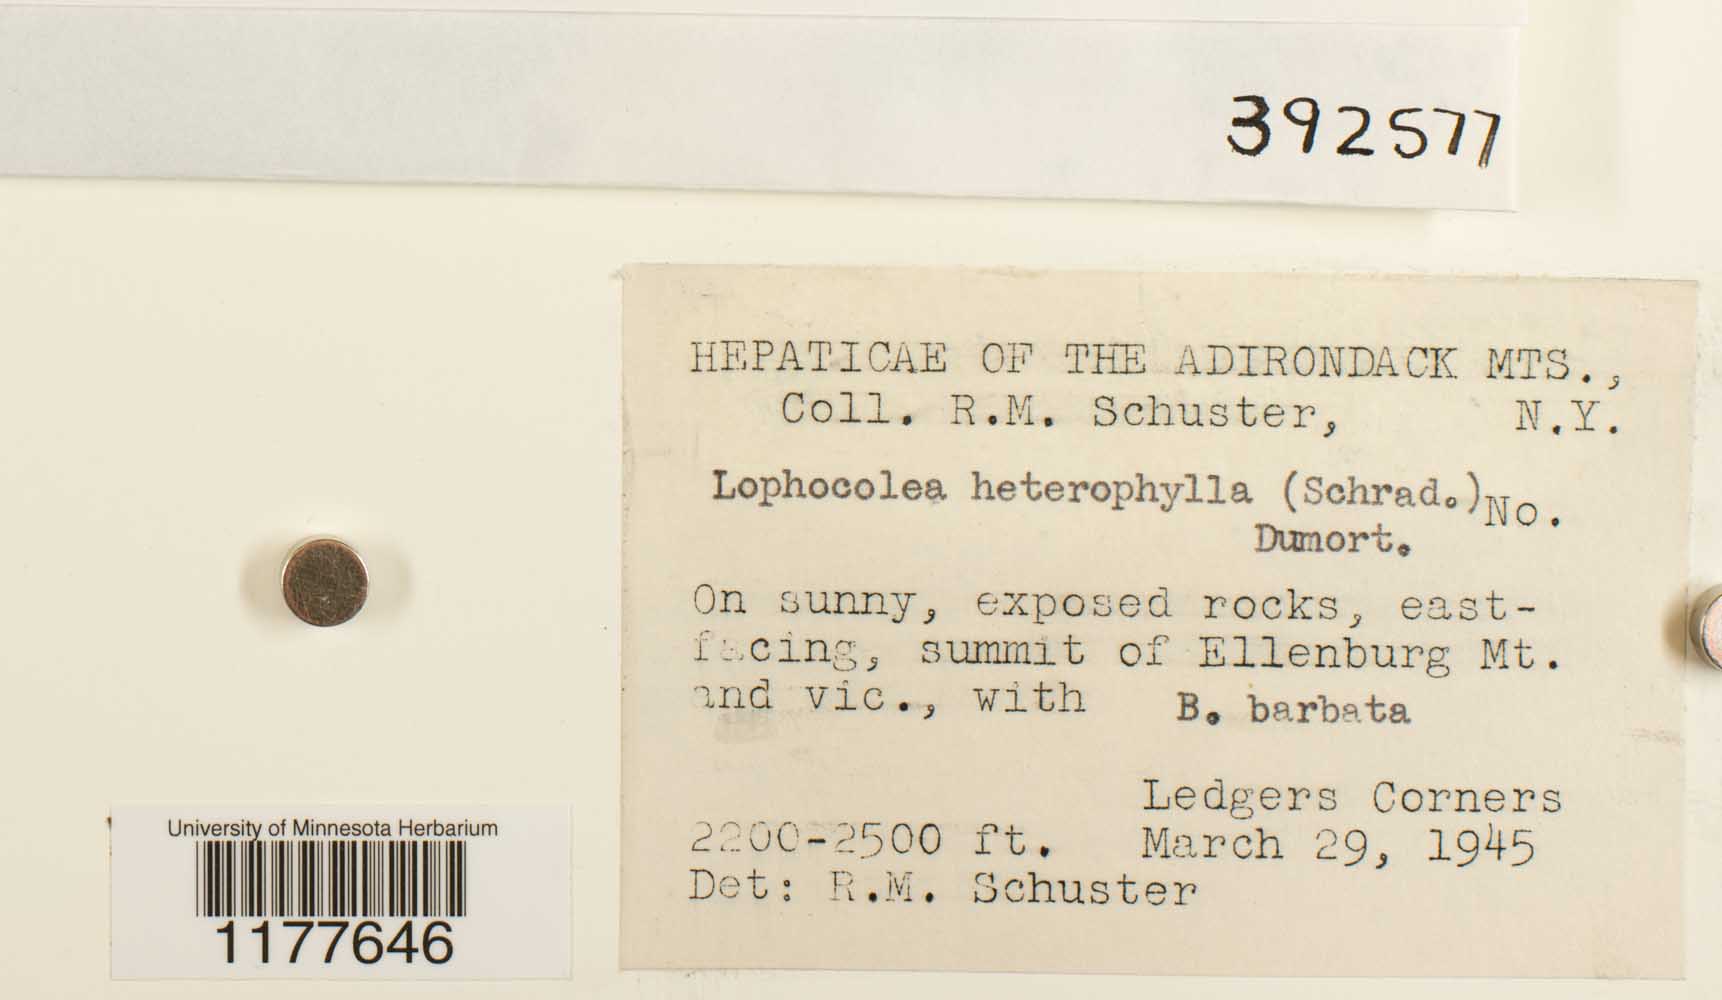 392577
HEPATICAE OF THE ADIRONDACK MTS.,
Coll. R.M. Schuster, N.Y.
Lophocolea heterophylla (Schrad.) No.
Dumort.
On sunny, exposed rocks, east-
facing, summit of Ellenburg Mt.
and vic., with B. barbata
Ledgers Corners
2200-2500 ft. March 29, 1945
Det: R.M. Schuster
University of Minnesota Herbarium
1177646